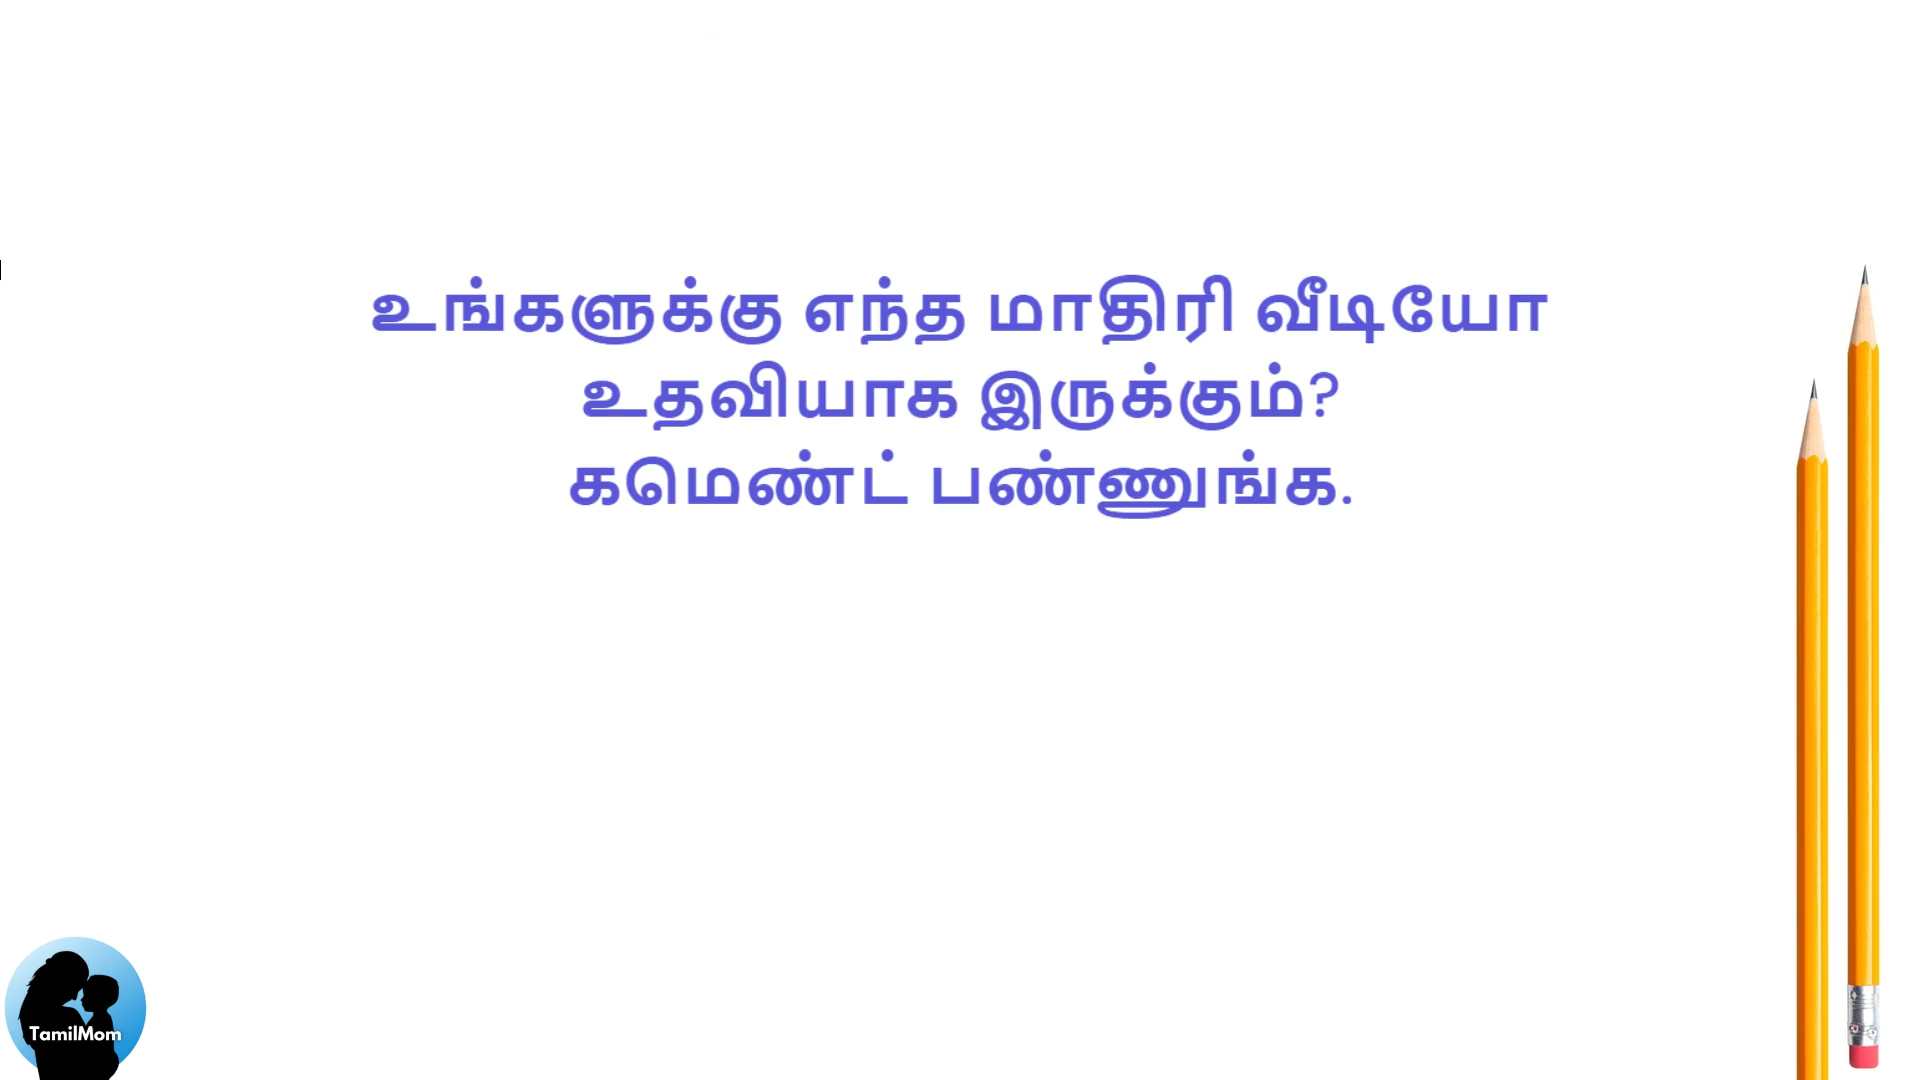 உங்களுக்கு எந்த மாதிரி வீடியோ
உதவியாக இருக்கும்?
கமெண்ட் பண்ணுங்க.
TamilMom